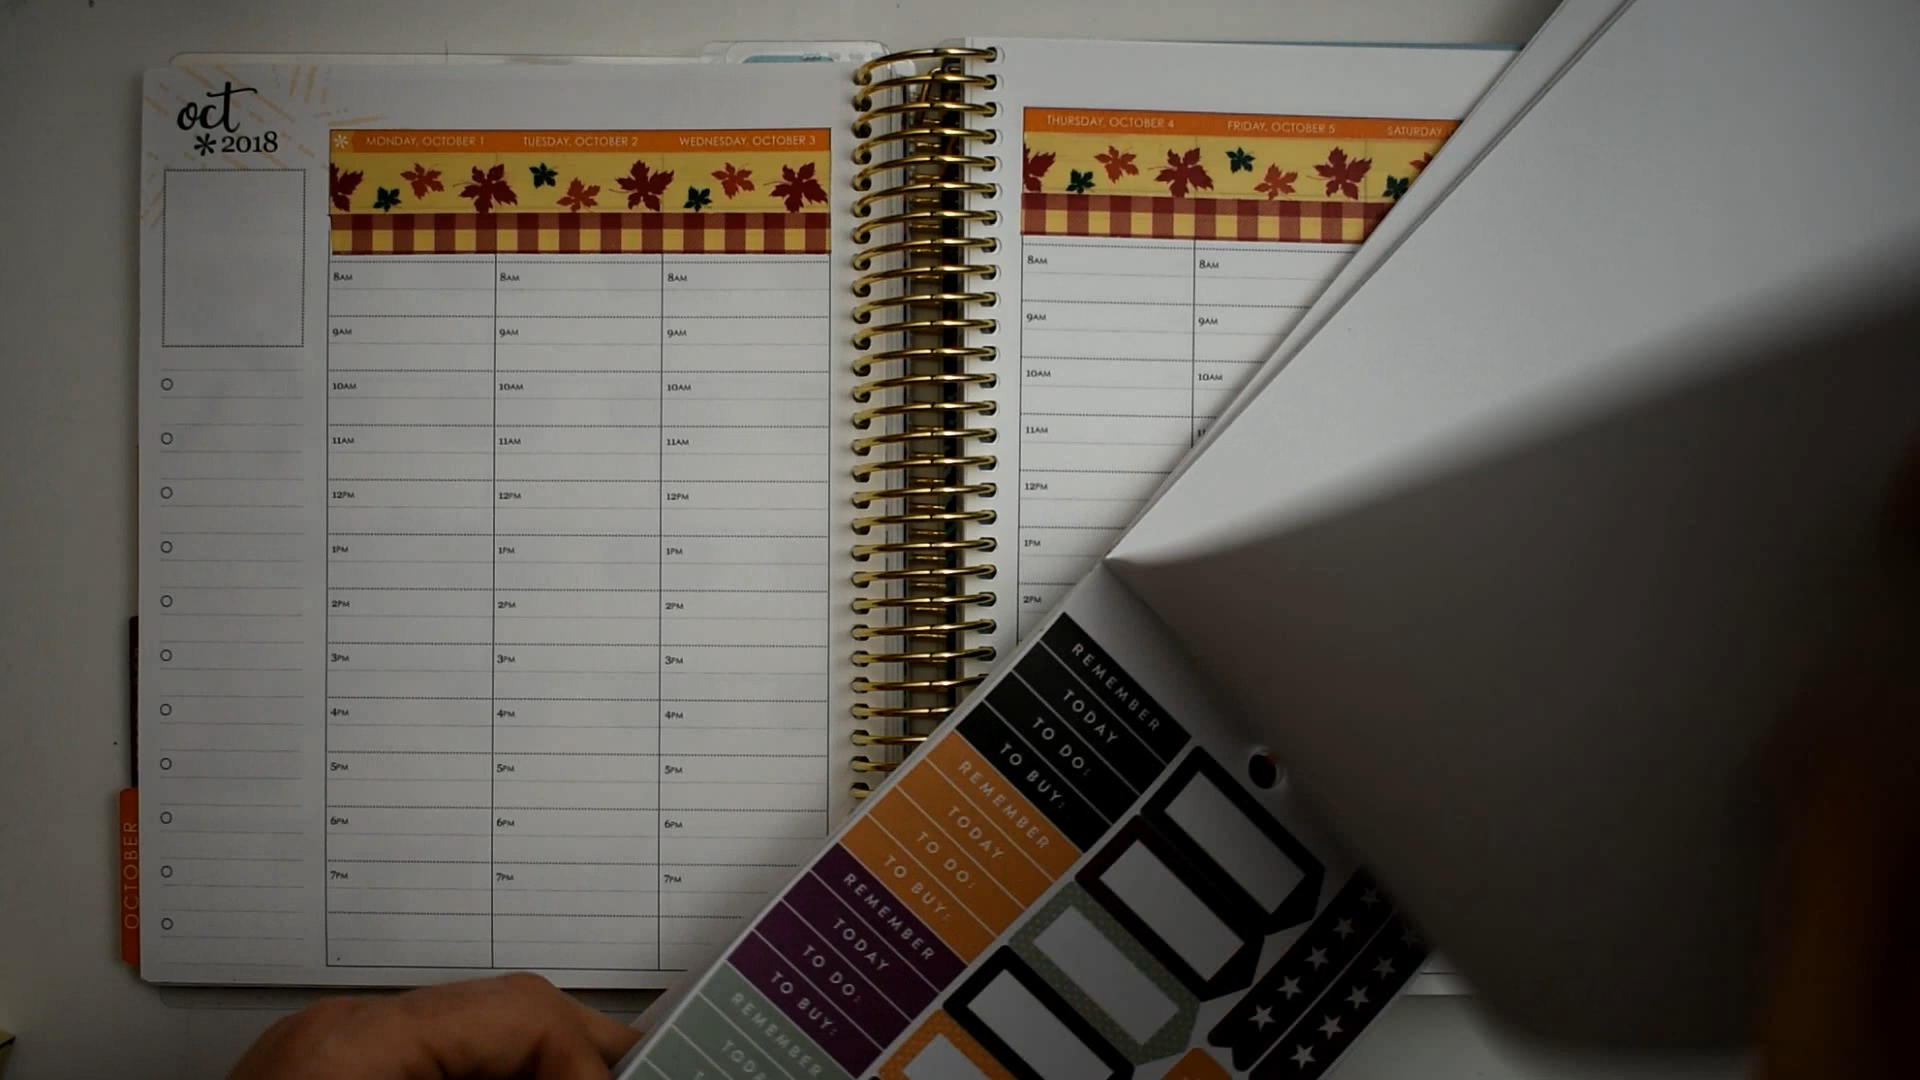 oct
*2018
MONDAY, OCTOBER 1 TUESDAY, OCTOBER 2 WEDNESDAY, OCTOBER 3
8AM 8AM 8AM
9AM 9AM 9AM
10AM 10AM 10AM
11AM 11AM 11AM
12PM 12PM 12PM
1PM 1PM 1PM
2PM 2PM 2PM
3PM 3PM 3PM
4PM 4PM 4PM
5PM 5PM 5PM
6PM 6PM 6PM
7PM 7PM 7PM
OCTOBER
THURSDAY, OCTOBER 4 FRIDAY, OCTOBER 5 SATURDAY,
8AM 8AM
9AM 9AM
10AM 10AM
11AM
12PM
1PM
2PM
REMEMBER
TODAY
TO DO:
TO BUY:
REMEMBER
TODAY
TO DO:
TO BUY:
REMEMBER
TODAY
TO DO:
TO BUY:
REMEMBER
TODAY